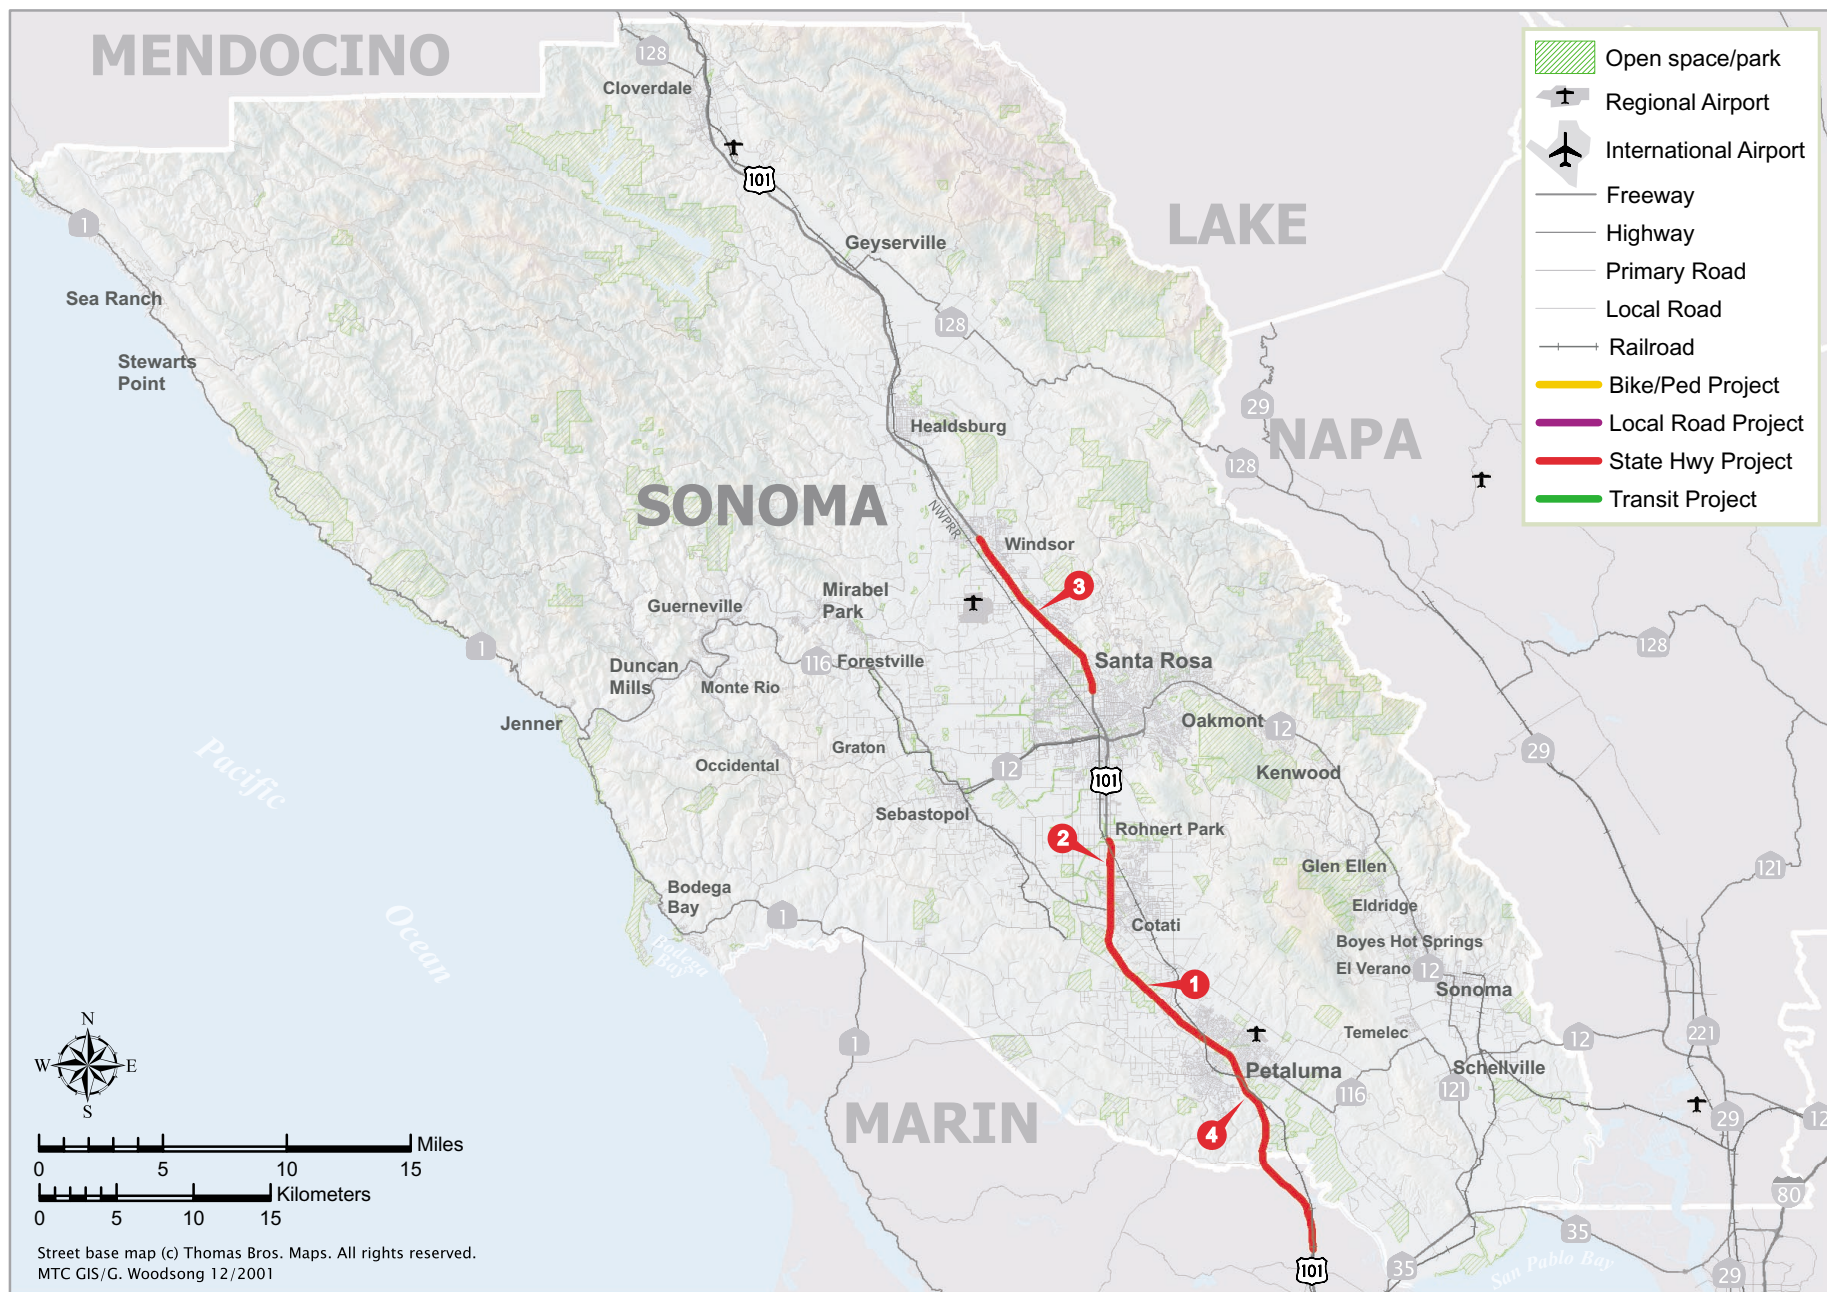 MENDOCINO
128
Cloverdale
101
1
Geyserville
LAKE
128
Sea Ranch
Stewarts
Point
29
NAPA
Healdsburg
128
SONOMA
NWPRR
Windsor
3
Mirabel
Park
Guerneville
1
116
Forestville
Santa Rosa
128
Duncan
Mills
Monte Rio
Jenner
Oakmont
12
Graton
29
Pacific
Occidental
12
101
Kenwood
Sebastopol
Rohnert Park
2
Glen Ellen
121
Bodega
Bay
Eldridge
1
Cotati
Ocean
Bodega
Bay
Boyes Hot Springs
El Verano
12
Sonoma
1
Temelec
12
221
1
Petaluma
Schellville
116
121
MARIN
4
29
12
80
35
San Pablo Bay
101
35
29
Open space/park
Regional Airport
International Airport
Freeway
Highway
Primary Road
Local Road
Railroad
Bike/Ped Project
Local Road Project
State Hwy Project
Transit Project
N
W E
S
Miles
0 5 10 15
Kilometers
0 5 10 15
Street base map (c) Thomas Bros. Maps. All rights reserved.
MTC GIS/G. Woodsong 12/2001